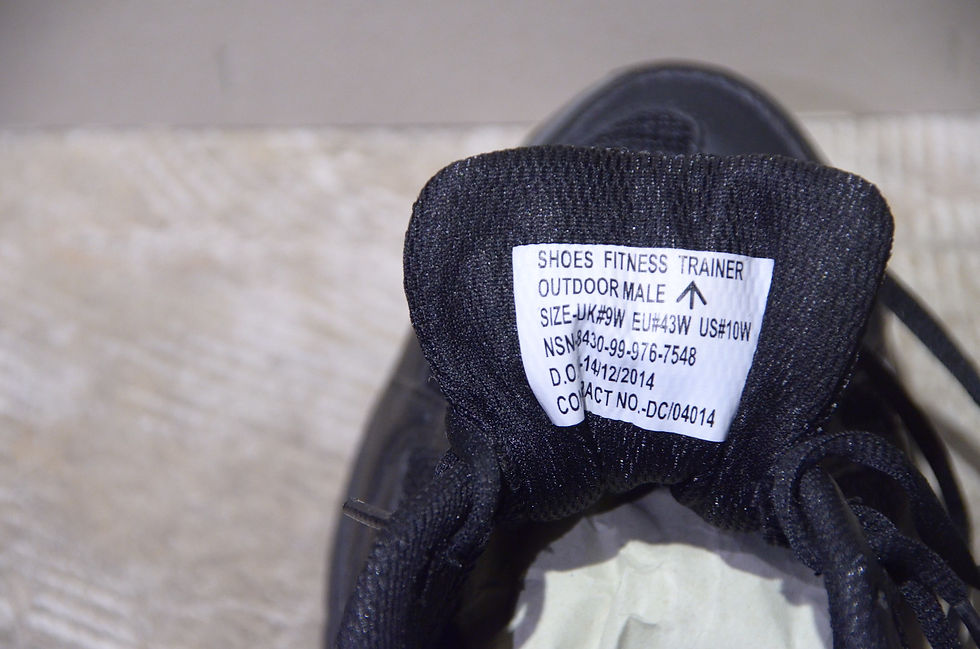 SHOES FITNESS TRAINER
OUTDOOR MALE
SIZE-UK#9W EU#43W US#10W
NSN-8430-99-976-7548
14/12/2014
NO.-DC/04014